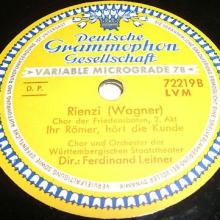 Deutsche
Grammophon
Gesellschaft
VARIABLE MICROGRADE 78
D. P.
72219 B
LVM
Rienzi (Wagner)
Chor der Friedensboten, 2. Akt
Ihr Römer, hört die Kunde
Chor und Orchester der
Württembergischen Staatstheater
Dir.: Ferdinand Leitner